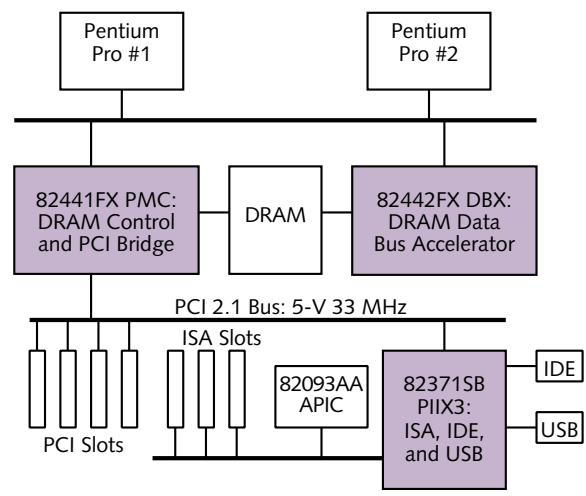 Pentium
Pro #1
Pentium
Pro #2
82441FX PMC:
DRAM Control
and PCI Bridge
DRAM
82442FX DBX:
DRAM Data
Bus Accelerator
PCI 2.1 Bus: 5-V 33 MHz
ISA Slots
PCI Slots
82093AA
APIC
82371SB
PIIX3:
ISA, IDE,
and USB
IDE
USB